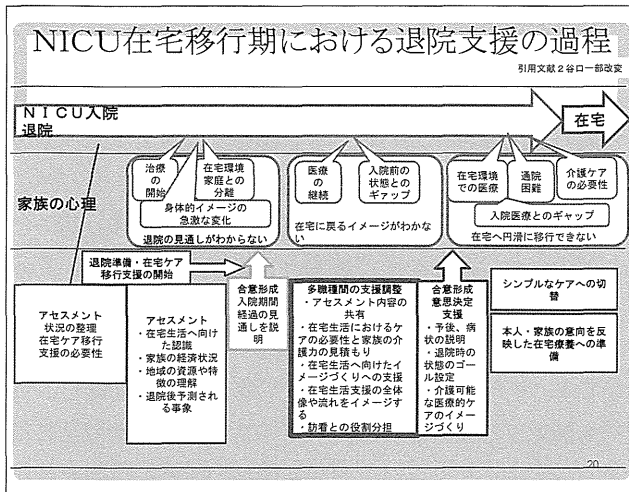 NICU在宅移行期における退院支援の過程
引用文献2谷口一部改変
NICU入院
退院
在宅
家族の心理
治療
の
開始
在宅環境
家庭との
分離
身体的イメージの
急激な変化
退院の見通しがわからない
医療
の
継続
入院前の
状態との
ギャップ
在宅に戻るイメージがわかな
い
在宅環境
での医療
通院
困難
介護ケア
の必要性
入院医療とのギャップ
在宅へ円滑に移行できない
退院準備・在宅ケア
移行支援の開始
アセスメント
状況の整理
在宅ケア移行
支援の必要性
アセスメント
・在宅生活へ向け
た認識
・家族の経済状況
・地域の資源や特
徴の理解
・退院後予測され
る事象
合意形成
入院期間
経過の見
通しを説
明
多職種間の支援調整
・アセスメント内容の
共有
・在宅生活におけるケ
アの必要性と家族の介
護力の見積もり
・在宅生活へ向けたイ
メージづくりへの支援
・在宅生活支援の全体
像や流れをイメージす
る
・訪看との役割分担
合意形成
意思決定
支援
・予後、病
状の説明
・退院時の
状態のゴー
ル設定
・介護可能
な医療的ケ
アのイメー
ジづくり
シンプルなケアへの切
替
本人・家族の意向を反
映した在宅療養への準
備
20